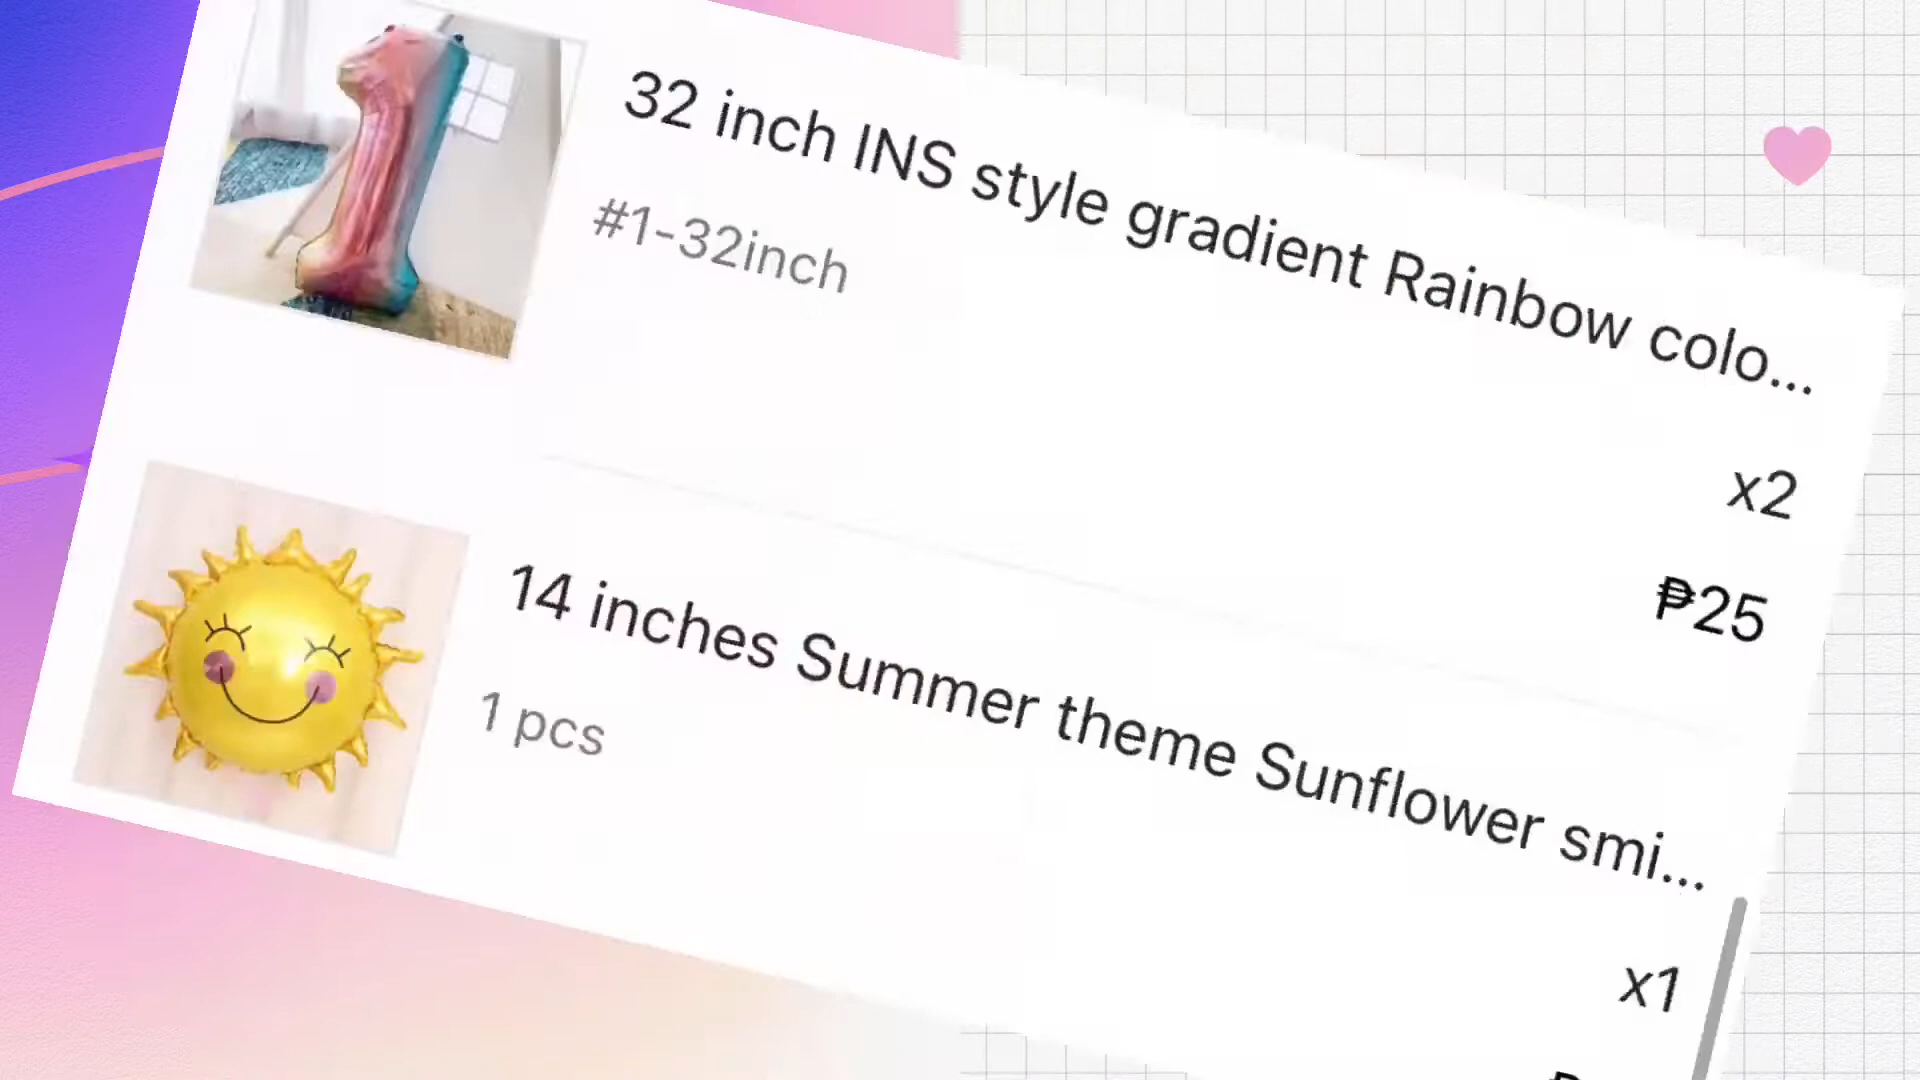 32 inch INS style gradient Rainbow colo...
#1-32inch
x2
₱25
14 inches Summer theme Sunflower smi...
1 pcs
x1